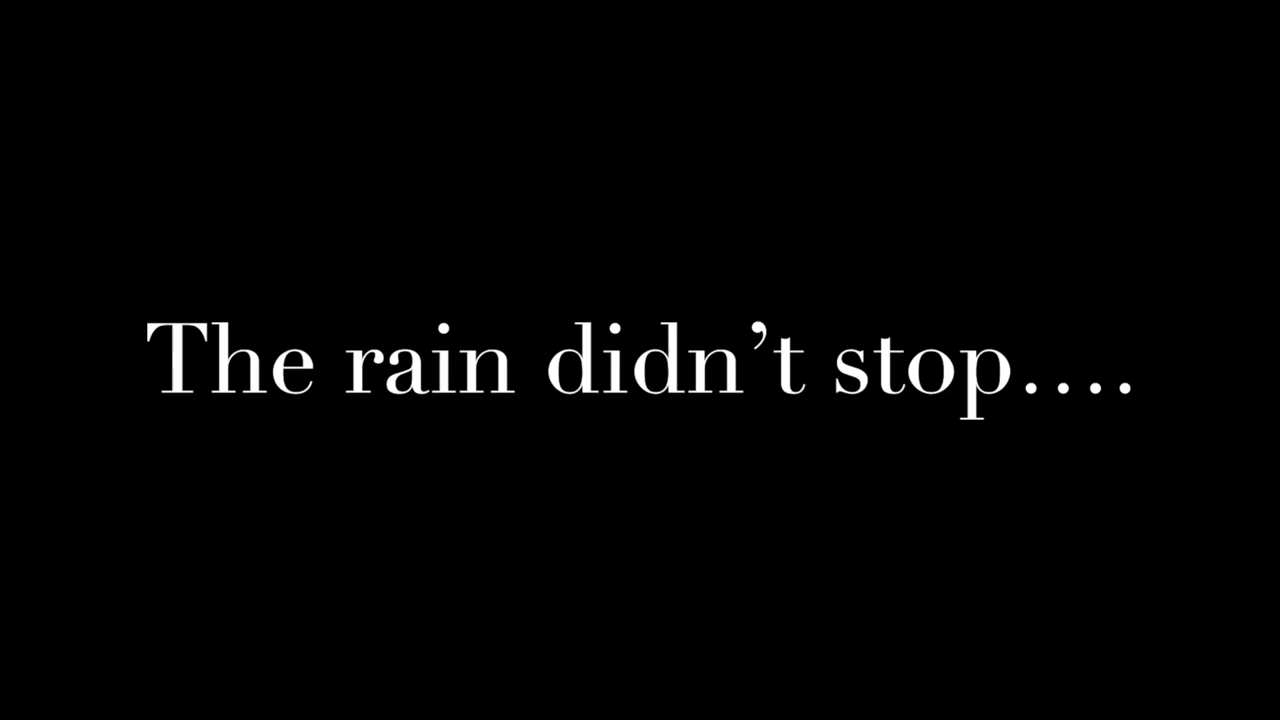 The rain didn’t stop....